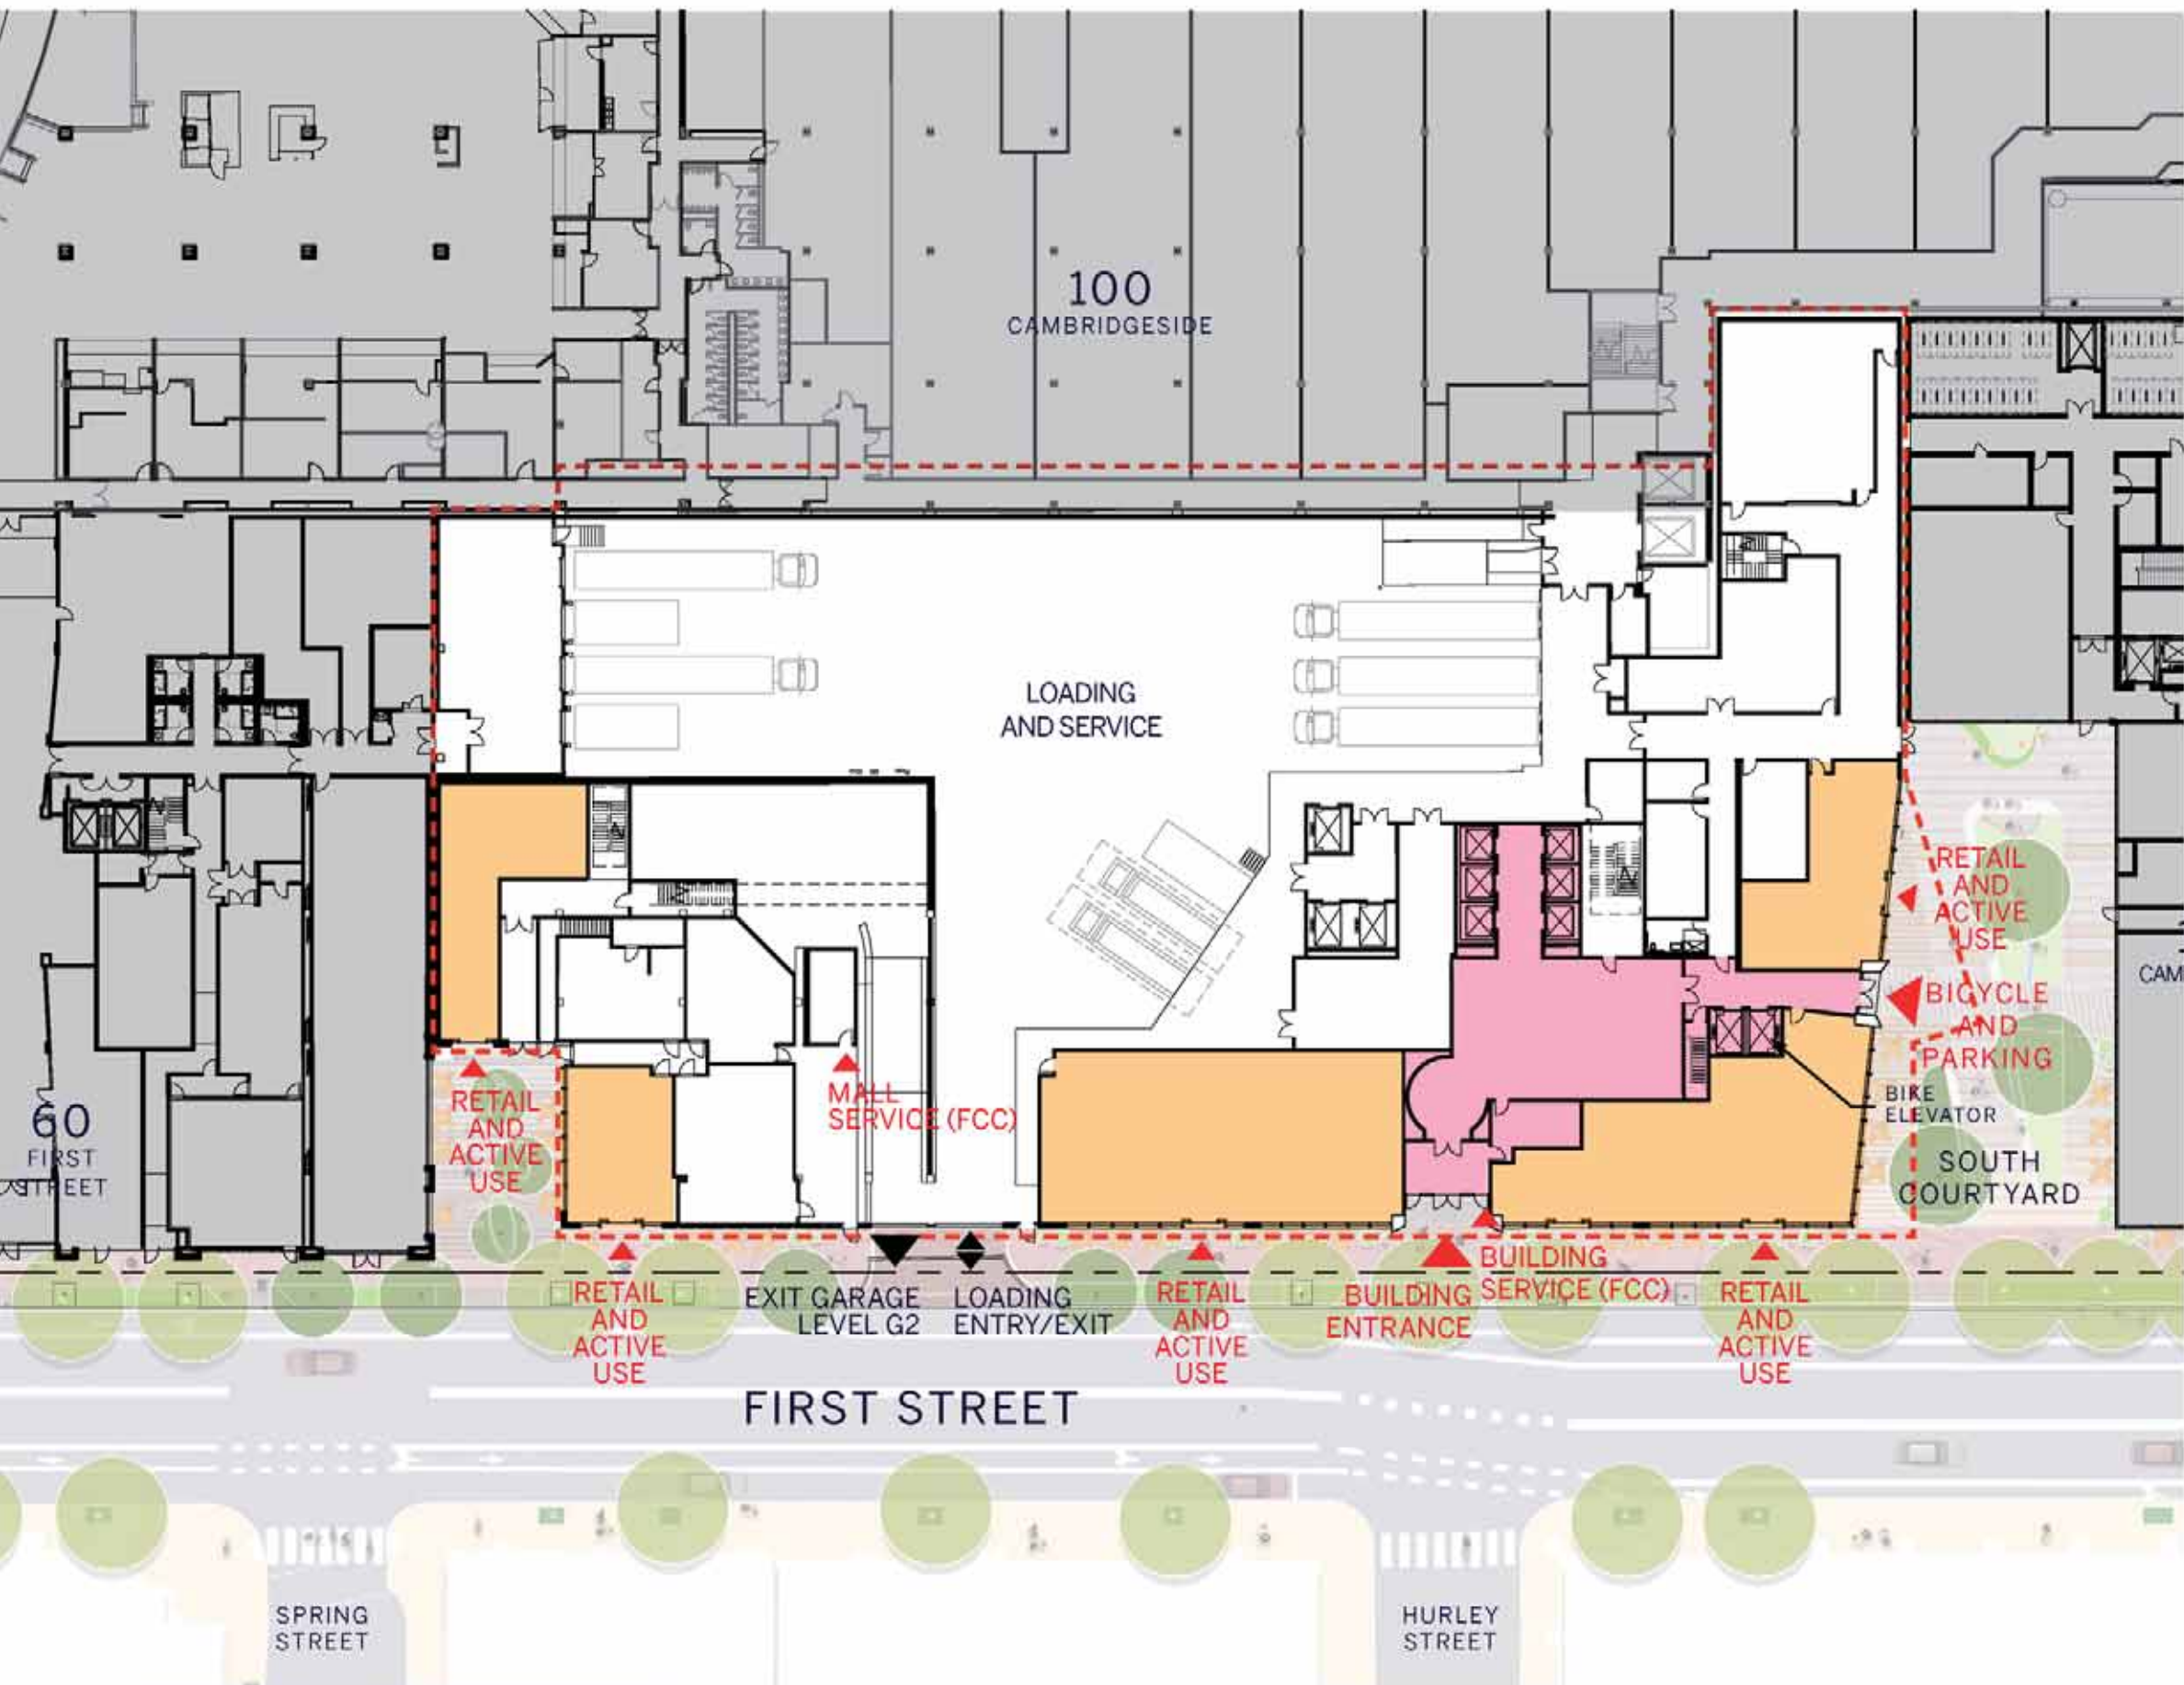 100
CAMBRIDGESIDE
LOADING
AND SERVICE
RETAIL
AND
ACTIVE
USE
BICYCLE
AND
PARKING
CAM
BIKE
ELEVATOR
SOUTH
COURTYARD
60
FIRST
STREET
RETAIL
AND
ACTIVE
USE
MALL
SERVICE (FCC)
RETAIL
AND
ACTIVE
USE
EXIT GARAGE
LEVEL G2
LOADING
ENTRY/EXIT
RETAIL
AND
ACTIVE
USE
BUILDING
ENTRANCE
BUILDING
SERVICE (FCC)
RETAIL
AND
ACTIVE
USE
FIRST STREET
SPRING
STREET
HURLEY
STREET